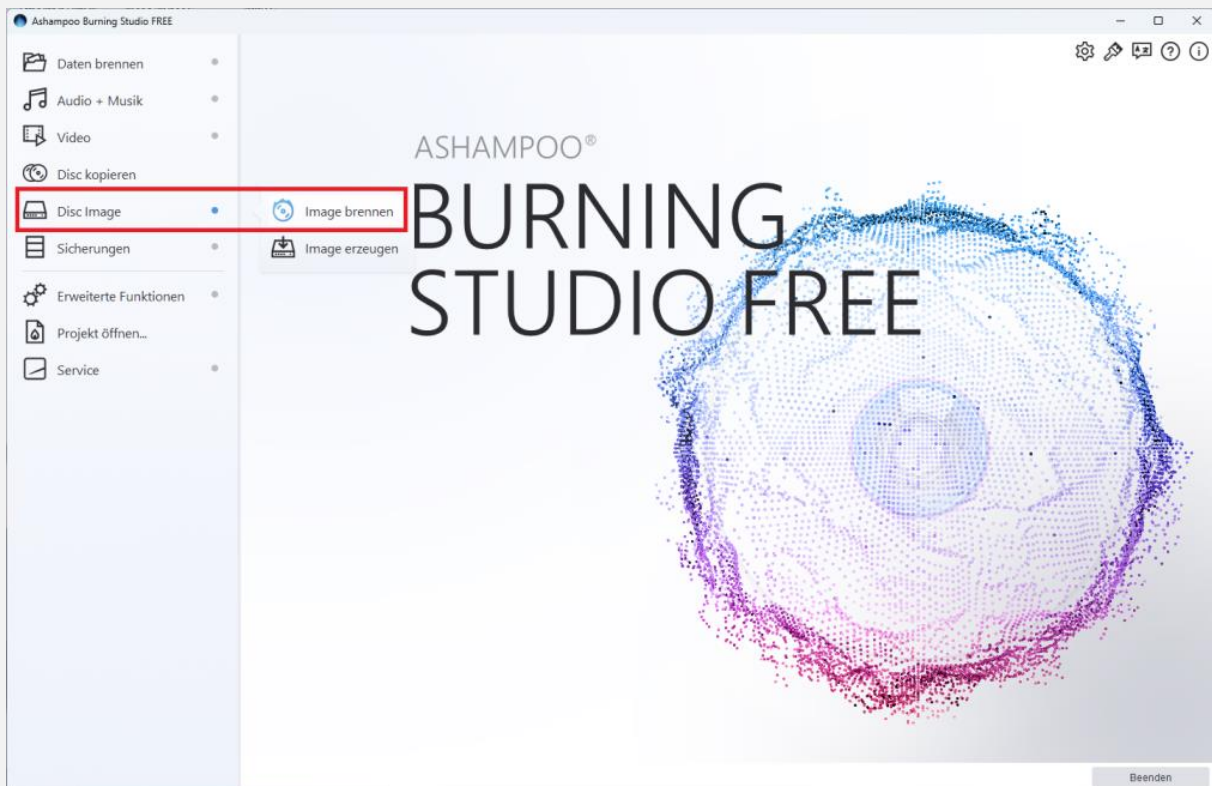 Ashampoo Burning Studio FREE
Daten brennen
Audio + Musik
Video
Disc kopieren
Disc Image
Image brennen
Sicherungen
Image erzeugen
Erweiterte Funktionen
Projekt öffnen...
Service
ASHAMPOO®
BURNING
STUDIO FREE
Beenden